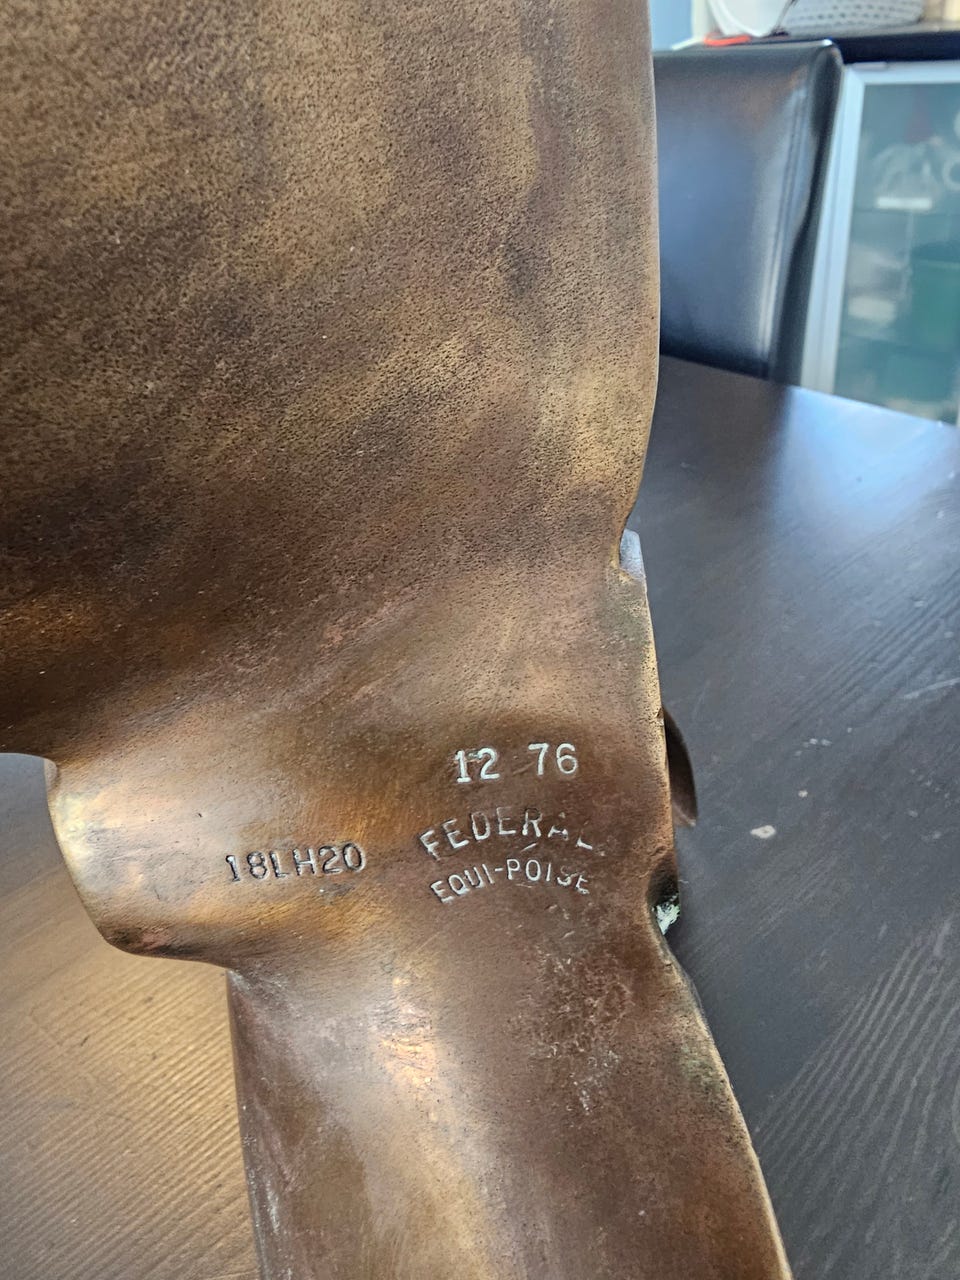 12 76
FEDERAL
EQUI-POISE
18LH20